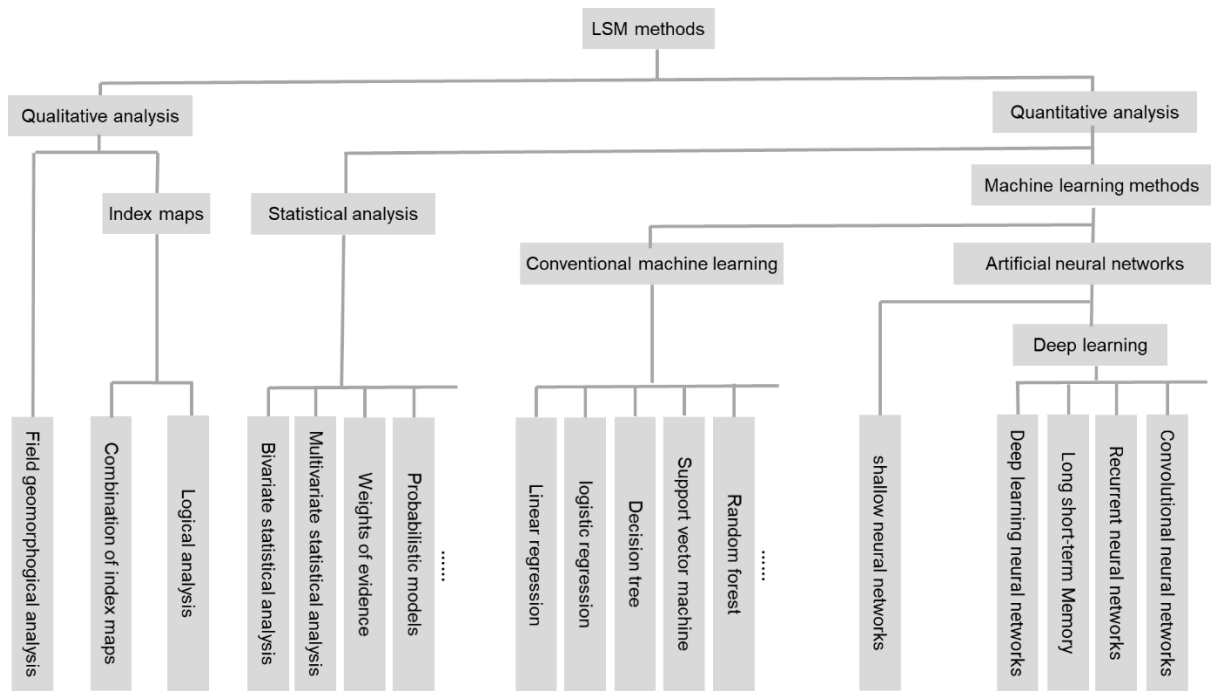 LSM methods
Qualitative analysis
Quantitative analysis
Machine learning methods
Index maps
Statistical analysis
Conventional machine learning
Artificial neural networks
Deep learning
Field geomorphogical analysis
Combination of index maps
Logical analysis
Bivariate statistical analysis
Multivariate statistical analysis
Weights of evidence
Probabilistic models
......
Linear regression
logistic regression
Decision tree
Support vector machine
Random forest
......
shallow neural networks
Deep learning neural networks
Long short-term Memory
Recurrent neural networks
Convolutional neural networks